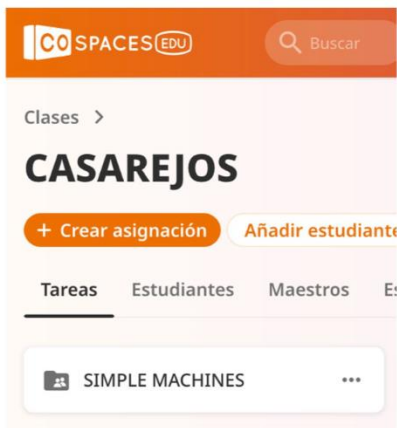 CO SPACES EDU
Buscar
Clases >
CASAREJOS
+ Crear asignación
Añadir estudiante
Tareas Estudiantes Maestros
SIMPLE MACHINES